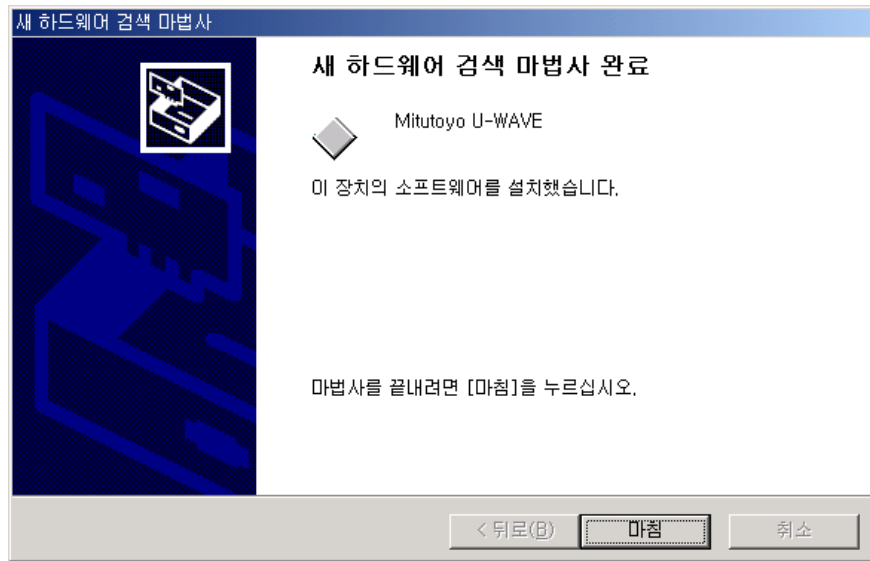 새 하드웨어 검색 마법사
새 하드웨어 검색 마법사 완료
Mitutoyo U-WAVE
이 장치의 소프트웨어를 설치했습니다.
마법사를 끝내려면 [마침]을 누르십시오.
< 뒤로(B)
마침
취소